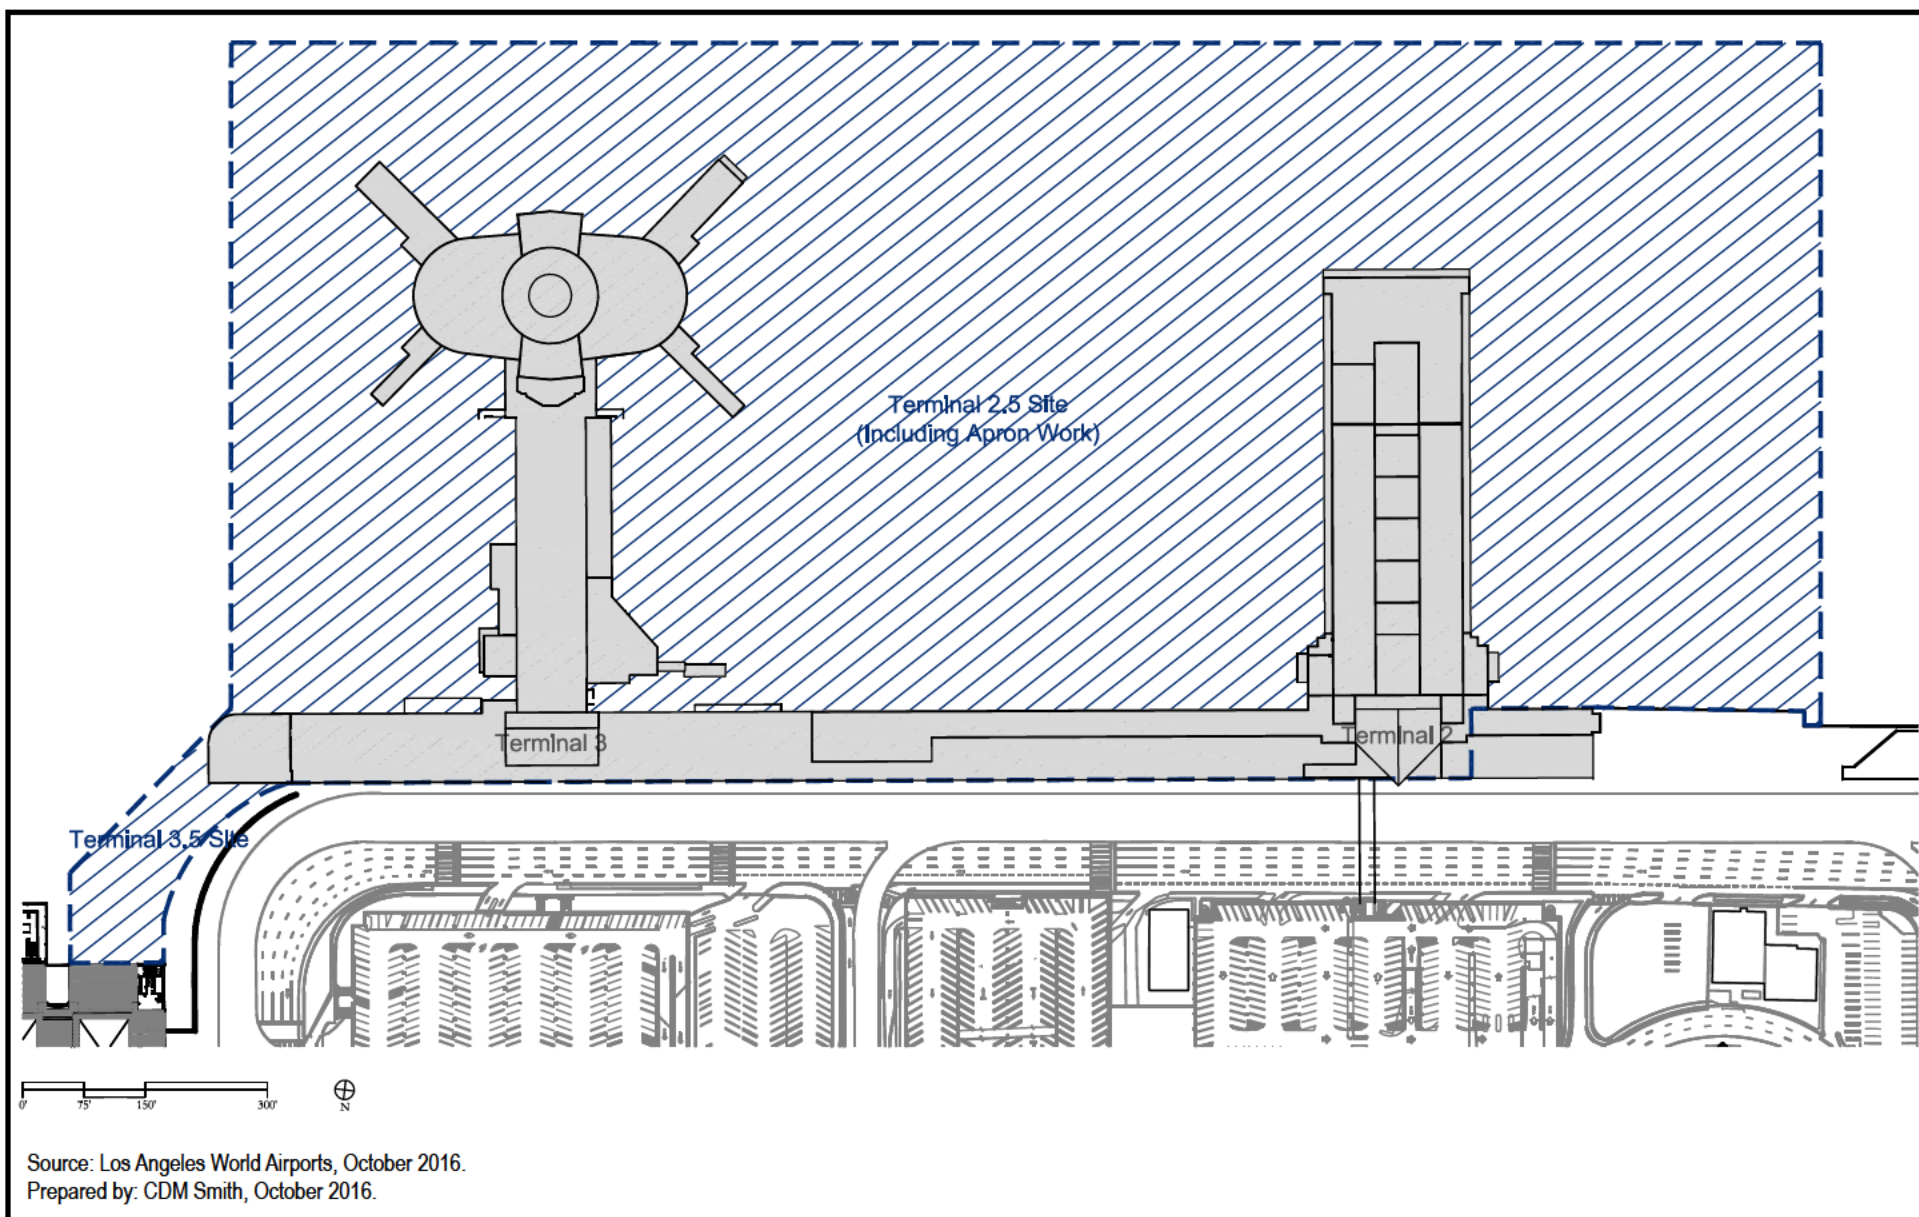 Terminal 2.5 Site
(Including Apron Work)
Terminal 3
Terminal 2
Terminal 3.5 Site
0' 75' 150' 300'
N
Source: Los Angeles World Airports, October 2016.
Prepared by: CDM Smith, October 2016.